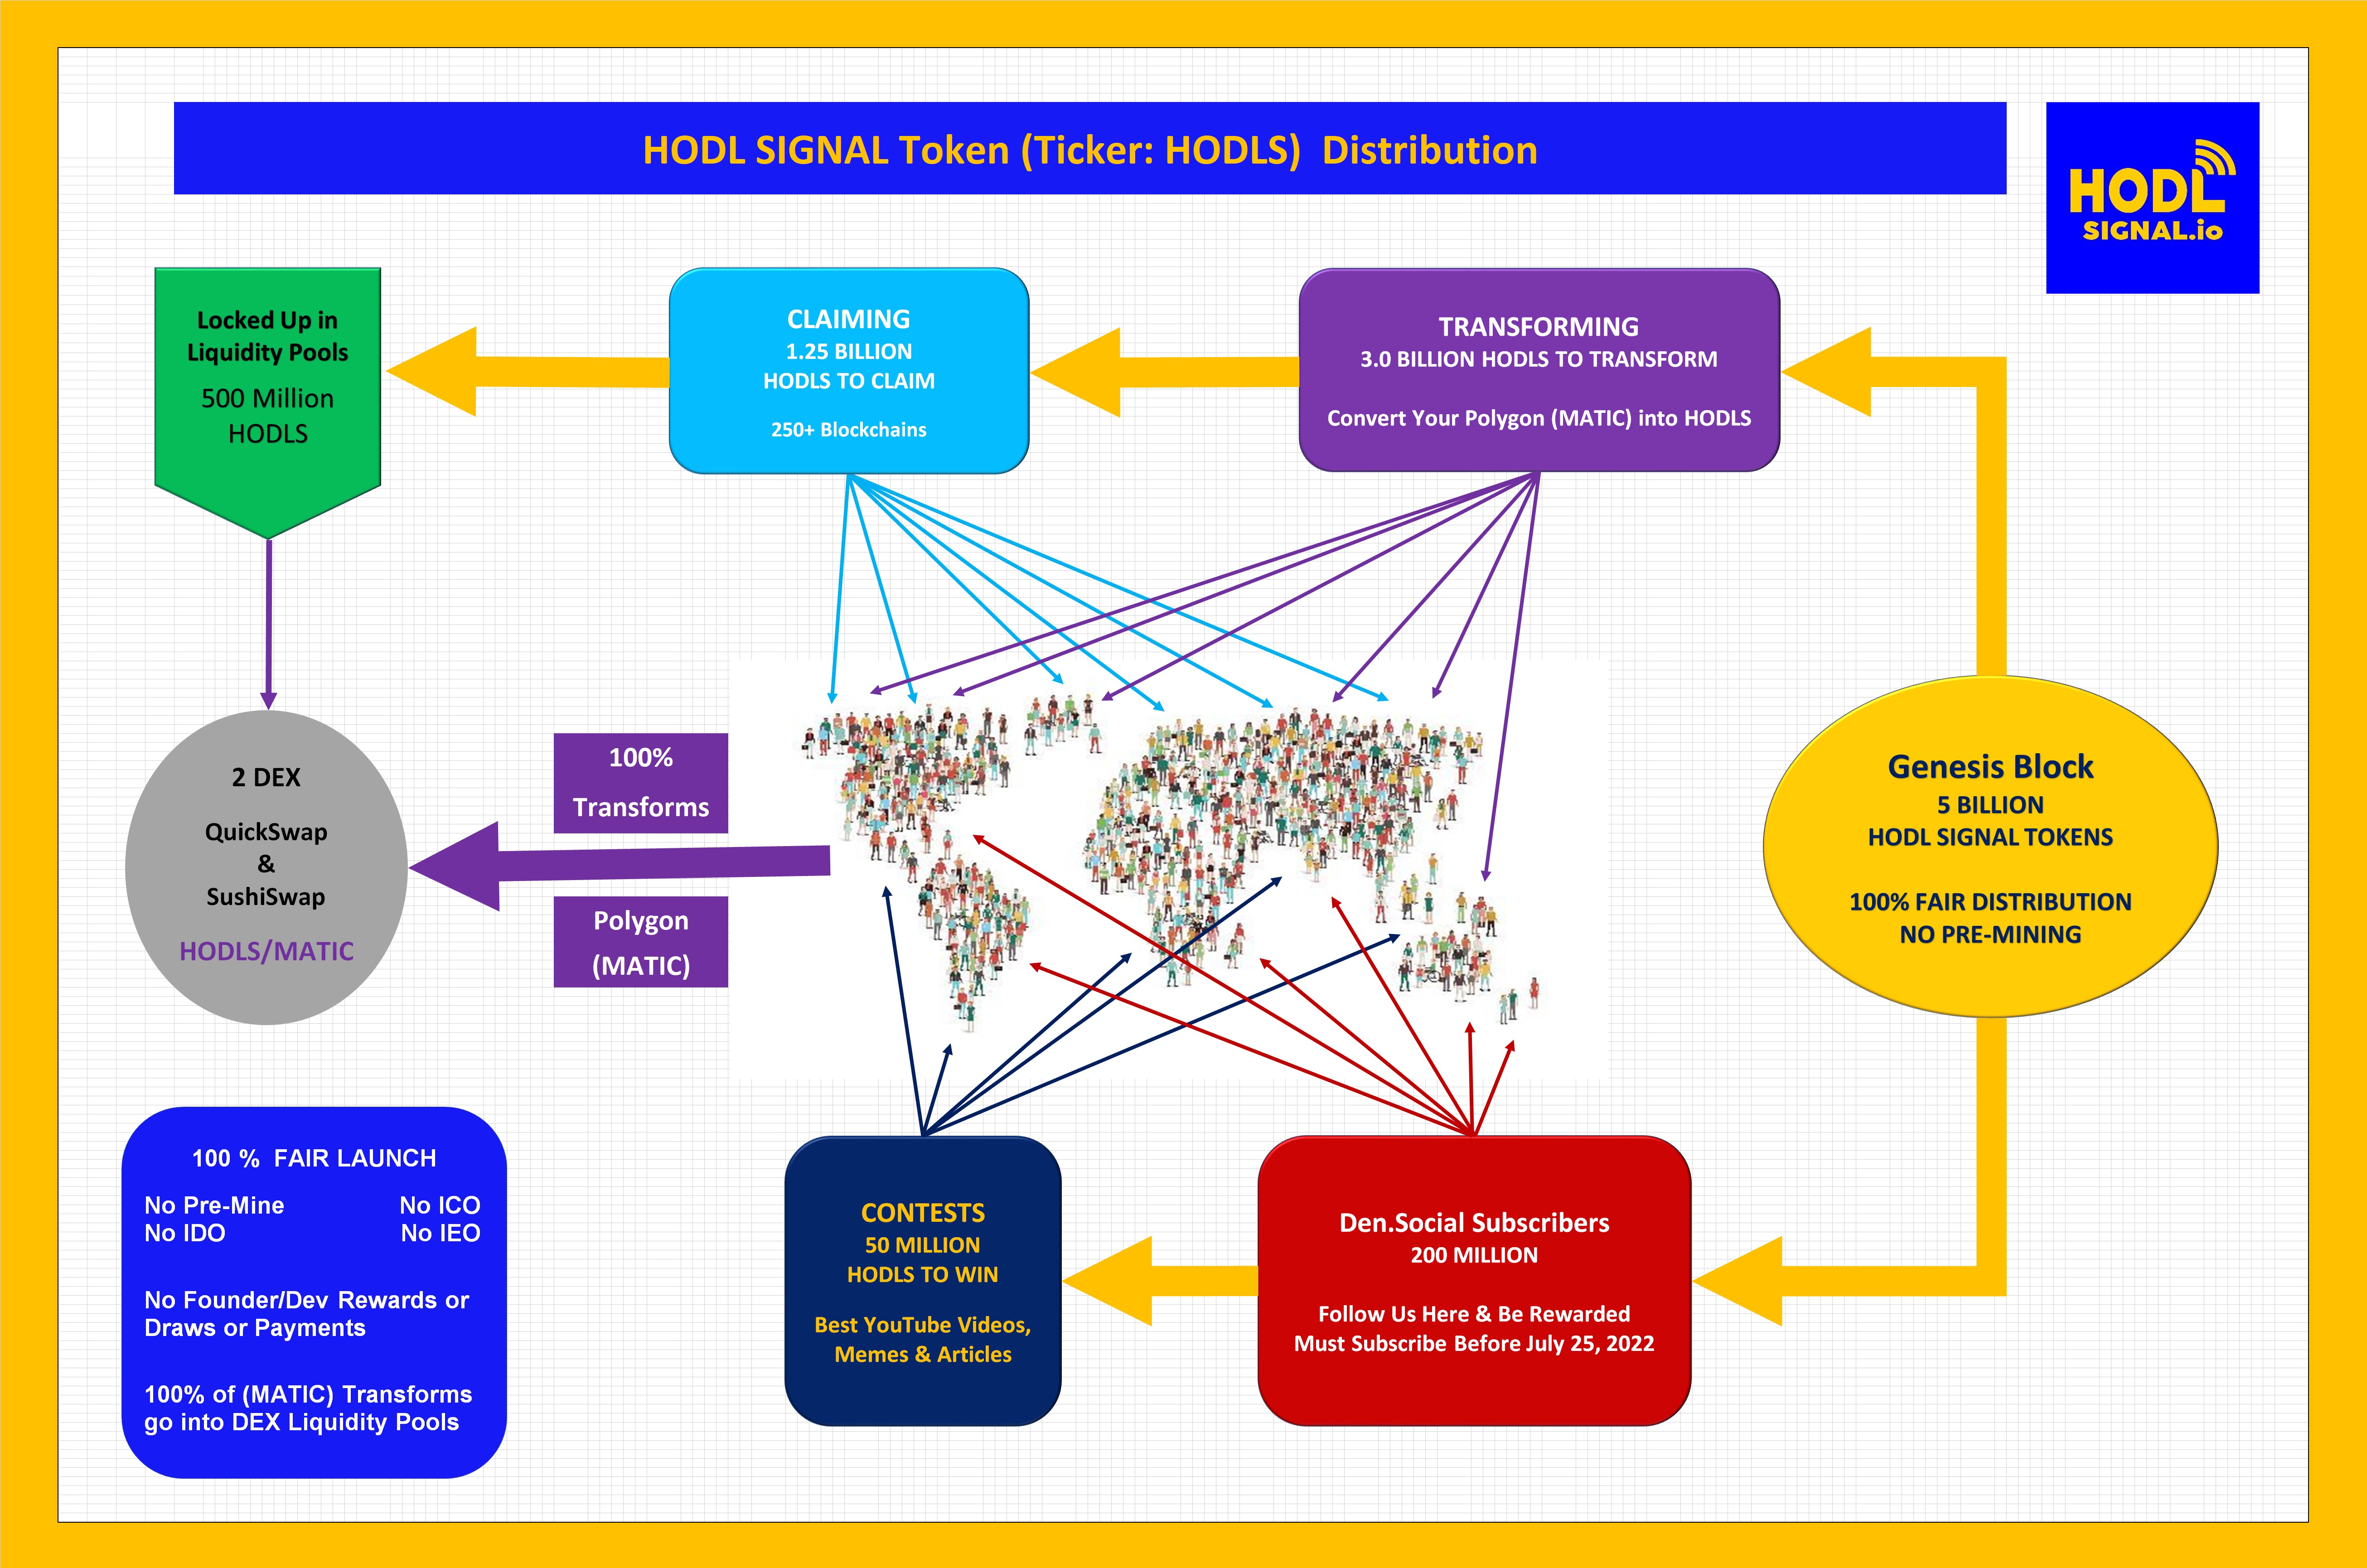 HODL SIGNAL Token (Ticker: HODLS) Distribution
HODL
SIGNAL.io
Locked Up in
Liquidity Pools
500 Million
HODLS
CLAIMING
1.25 BILLION
HODLS TO CLAIM
250+ Blockchains
TRANSFORMING
3.0 BILLION HODLS TO TRANSFORM
Convert Your Polygon (MATIC) into HODLS
2 DEX
QuickSwap
&
SushiSwap
HODLS/MATIC
100%
Transforms
Polygon
(MATIC)
Genesis Block
5 BILLION
HODL SIGNAL TOKENS
100% FAIR DISTRIBUTION
NO PRE-MINING
100 % FAIR LAUNCH
No Pre-Mine No ICO
No IDO No IEO
No Founder/Dev Rewards or
Draws or Payments
100% of (MATIC) Transforms
go into DEX Liquidity Pools
CONTESTS
50 MILLION
HODLS TO WIN
Best YouTube Videos,
Memes & Articles
Den.Social Subscribers
200 MILLION
Follow Us Here & Be Rewarded
Must Subscribe Before July 25, 2022